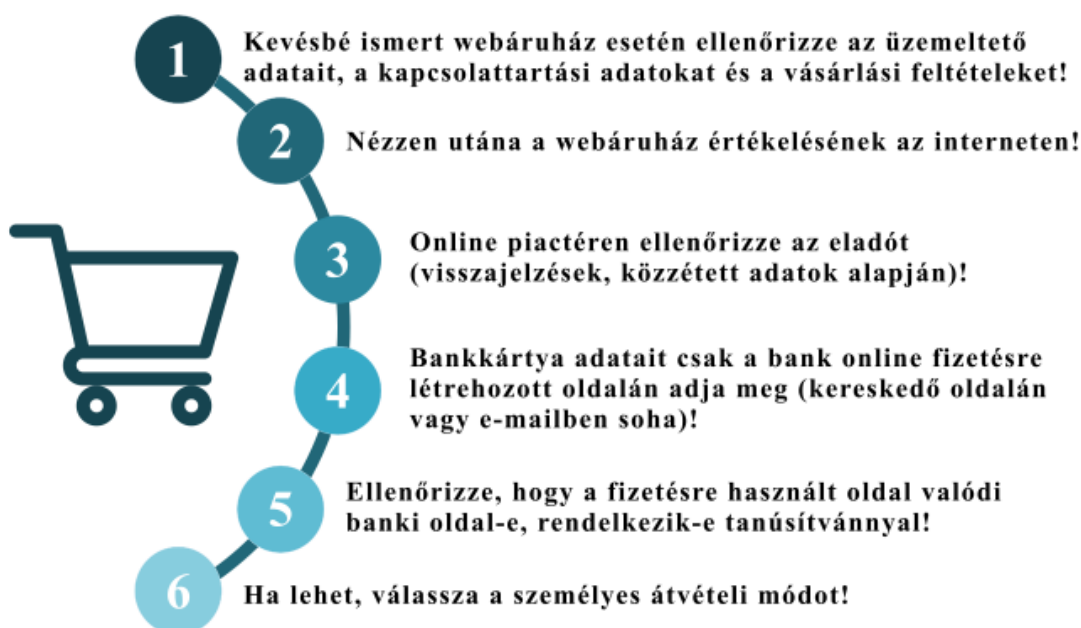 1
Kevésbé ismert webáruház esetén ellenőrizze az üzemeltető
adatait, a kapcsolattartási adatokat és a vásárlási feltételeket!
2
Nézzen utána a webáruház értékelésének az interneten!
3
Online piactéren ellenőrizze az eladót
(visszajelzések, közzétett adatok alapján)!
4
Bankkártya adatait csak a bank online fizetésre
létrehozott oldalán adja meg (kereskedő oldalán
vagy e-mailben soha)!
5
Ellenőrizze, hogy a fizetésre használt oldal valódi
banki oldal-e, rendelkezik-e tanúsítvánnyal!
6
Ha lehet, válassza a személyes átvételi módot!